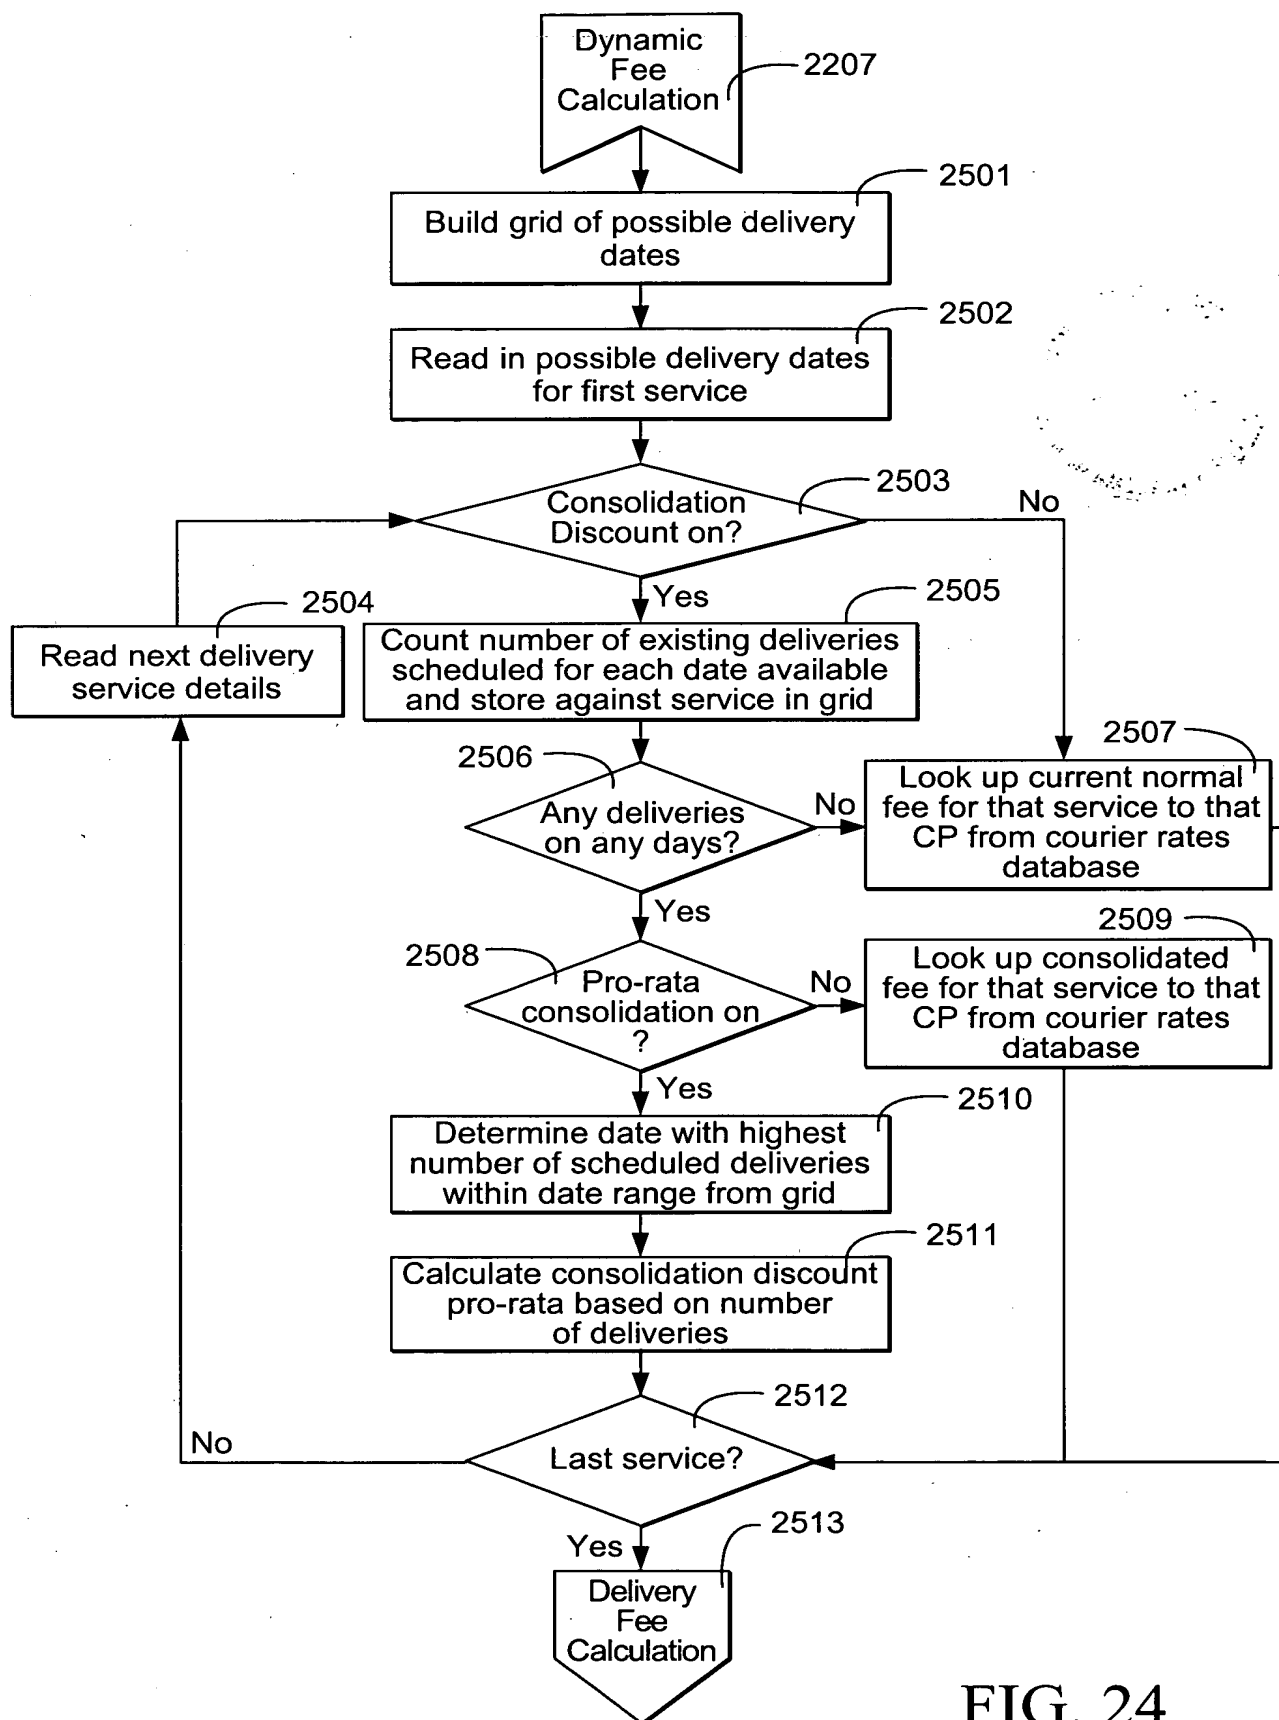 Dynamic
Fee
Calculation
2207
2501
Build grid of possible delivery
dates
2502
Read in possible delivery dates
for first service
2503
Consolidation
Discount on?
No
Yes
2504
Read next delivery
service details
2505
Count number of existing deliveries
scheduled for each date available
and store against service in grid
2506
Any deliveries
on any days?
No
2507
Look up current normal
fee for that service to that
CP from courier rates
database
Yes
2508
Pro-rata
consolidation on
?
No
2509
Look up consolidated
fee for that service to that
CP from courier rates
database
Yes
2510
Determine date with highest
number of scheduled deliveries
within date range from grid
2511
Calculate consolidation discount
pro-rata based on number
of deliveries
2512
Last service?
No
Yes
2513
Delivery
Fee
Calculation
FIG. 24